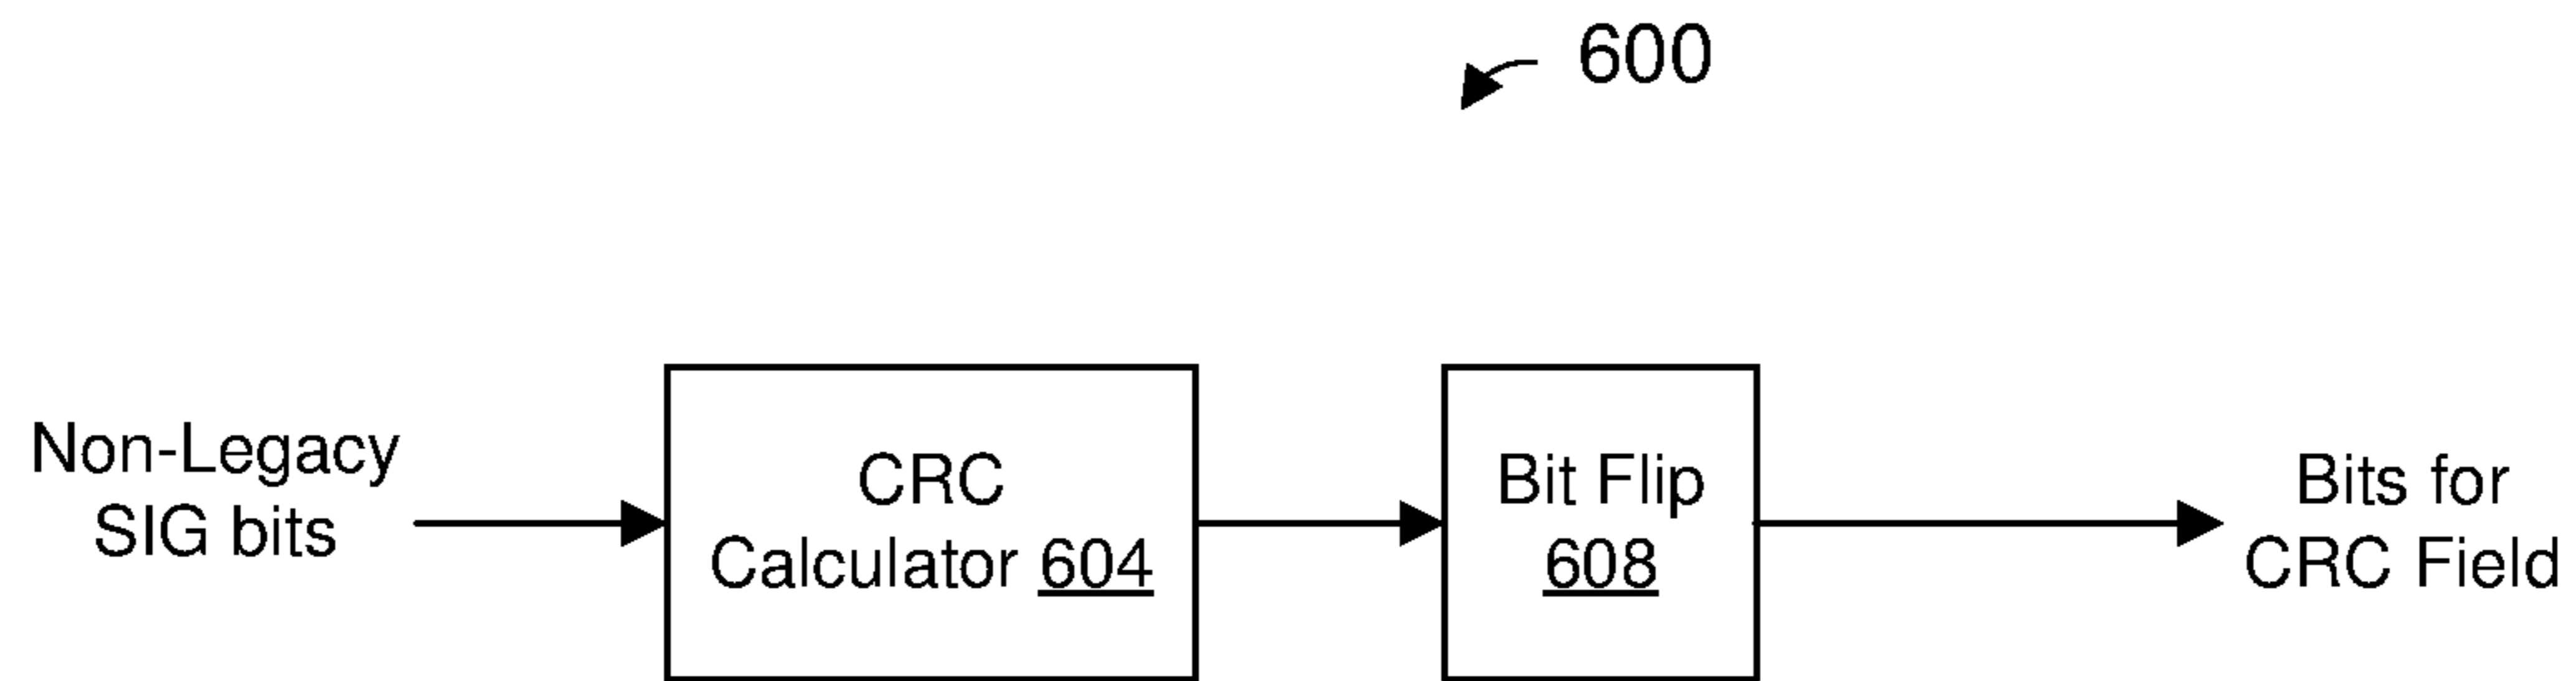 600
Non-Legacy
SIG bits
CRC
Calculator 604
Bit Flip
608
Bits for
CRC Field